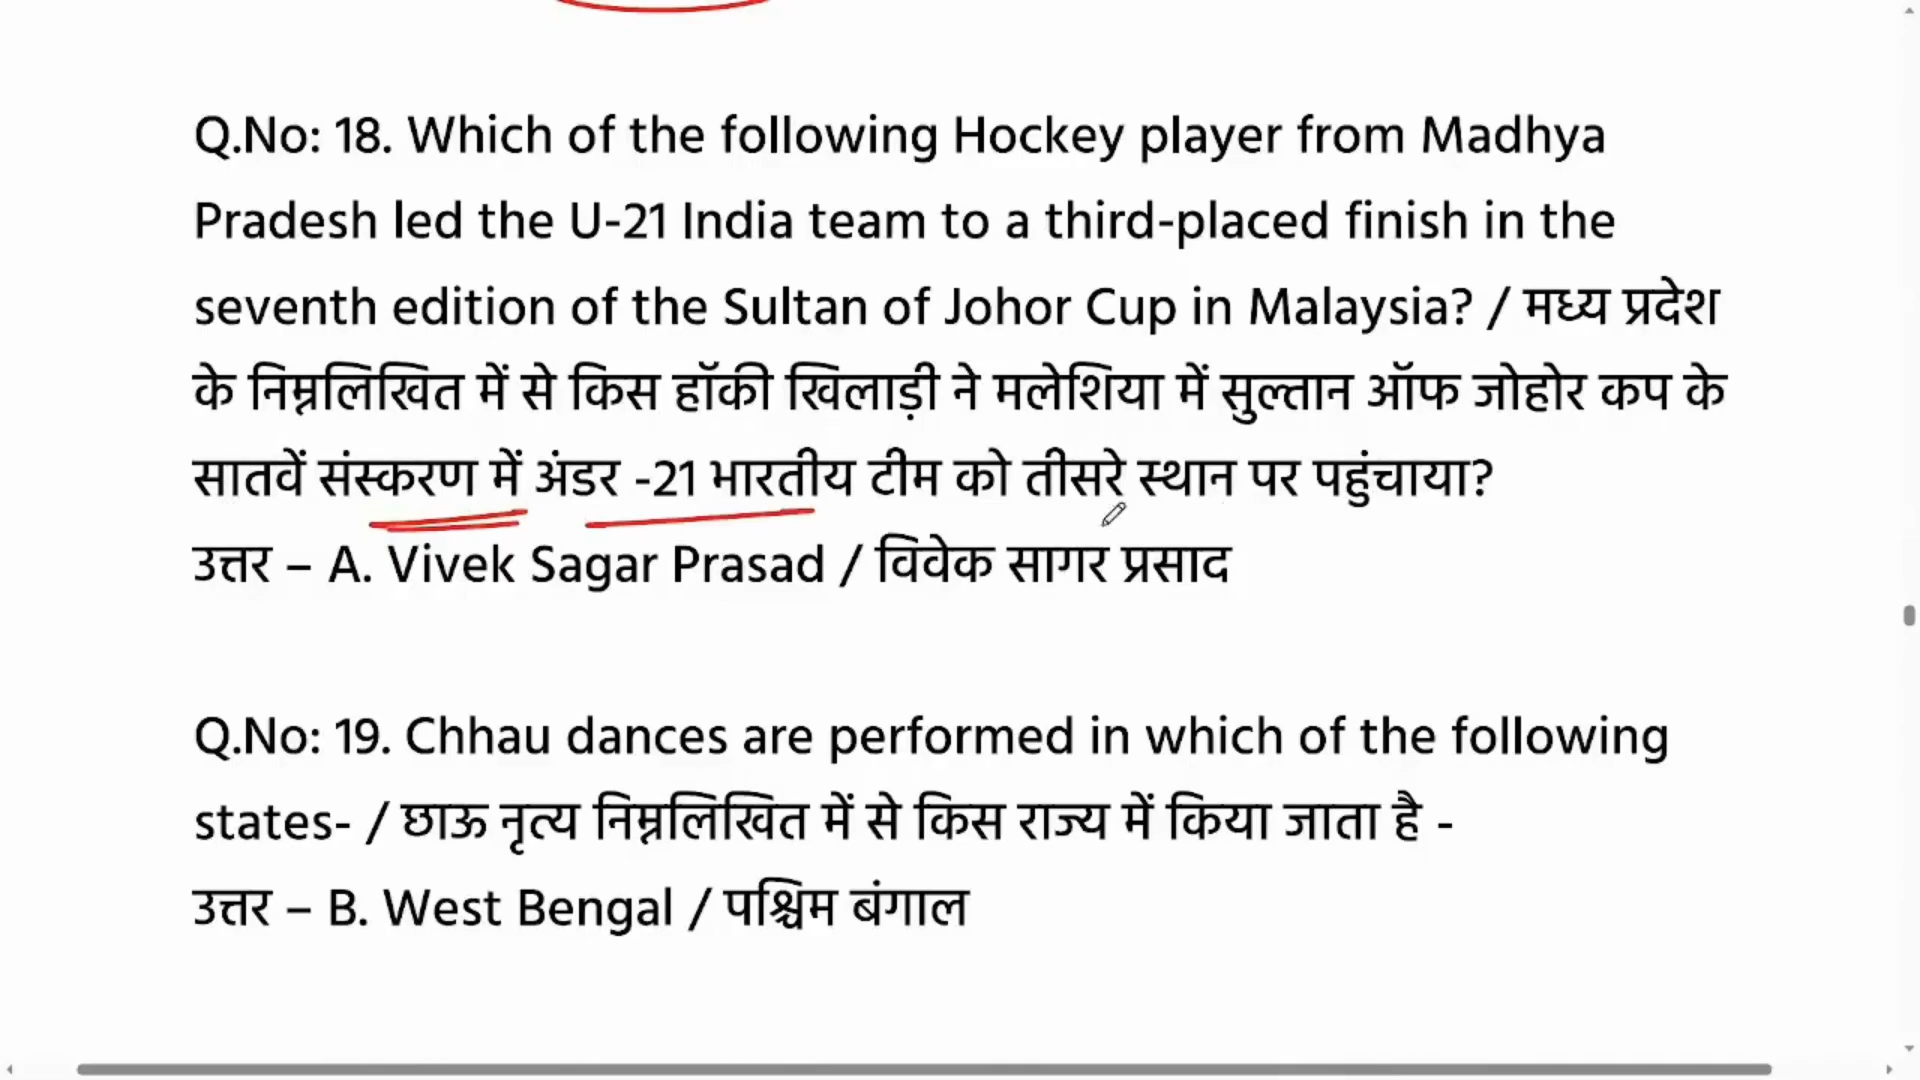 Q.No: 18. Which of the following Hockey player from Madhya
Pradesh led the U-21 India team to a third-placed finish in the
seventh edition of the Sultan of Johor Cup in Malaysia? / मध्य प्रदेश
के निम्नलिखित में से किस हॉकी खिलाड़ी ने मलेशिया में सुल्तान ऑफ जोहोर कप के
सातवें संस्करण में अंडर -21 भारतीय टीम को तीसरे स्थान पर पहुंचाया?
उत्तर – A. Vivek Sagar Prasad / विवेक सागर प्रसाद
Q.No: 19. Chhau dances are performed in which of the following
states- / छाऊ नृत्य निम्नलिखित में से किस राज्य में किया जाता है -
उत्तर – B. West Bengal / पश्चिम बंगाल